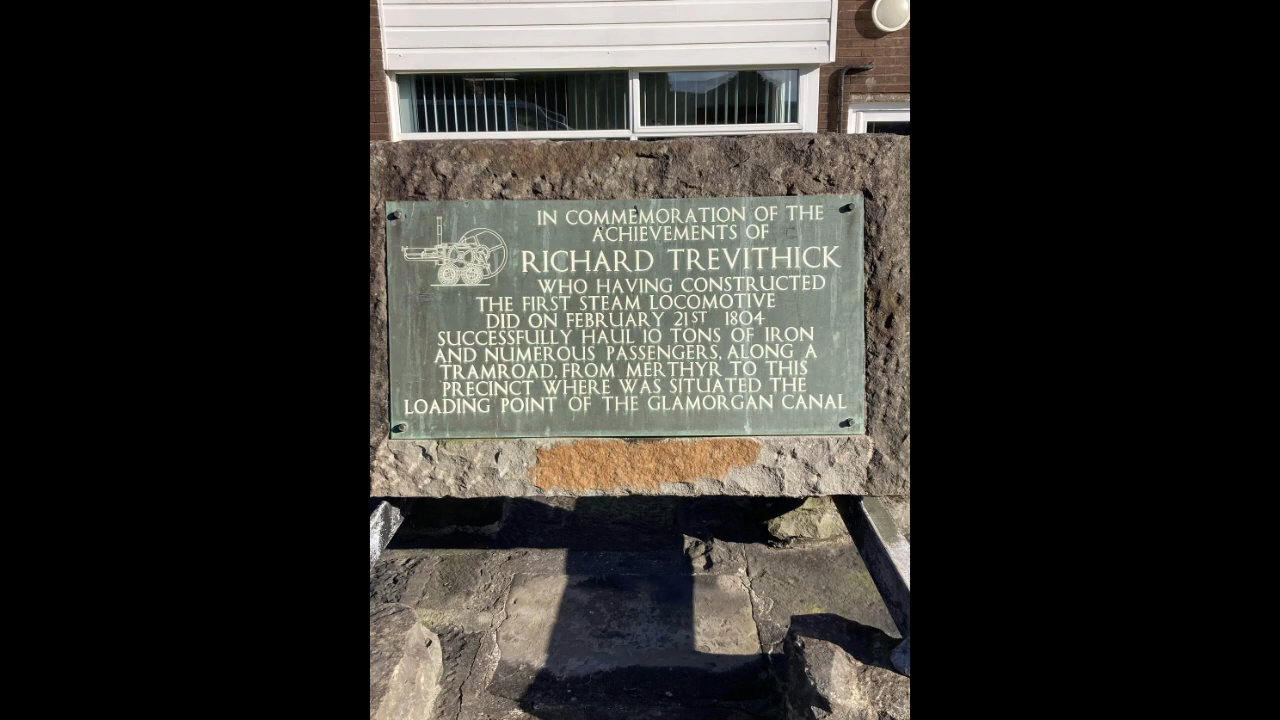 IN COMMEMORATION OF THE
ACHIEVEMENTS OF
RICHARD TREVITHICK
WHO HAVING CONSTRUCTED
THE FIRST STEAM LOCOMOTIVE
DID ON FEBRUARY 21ST 1804
SUCCESSFULLY HAUL 10 TONS OF IRON
AND NUMEROUS PASSENGERS, ALONG A
TRAMROAD, FROM MERTHYR TO THIS
PRECINCT WHERE WAS SITUATED THE
LOADING POINT OF THE GLAMORGAN CANAL